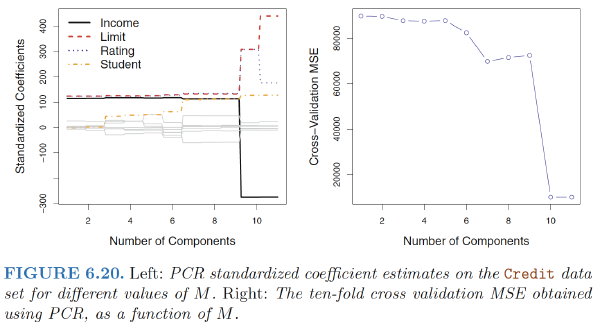 Income
Limit
Rating
Student
Standardized Coefficients
-300
-100
0
100
200
300
400
2
4
6
8
10
Number of Components
Cross-Validation MSE
20000
40000
60000
80000
2
4
6
8
10
Number of Components
FIGURE 6.20. Left: PCR standardized coefficient estimates on the Credit data
set for different values of M. Right: The ten-fold cross validation MSE obtained
using PCR, as a function of M.